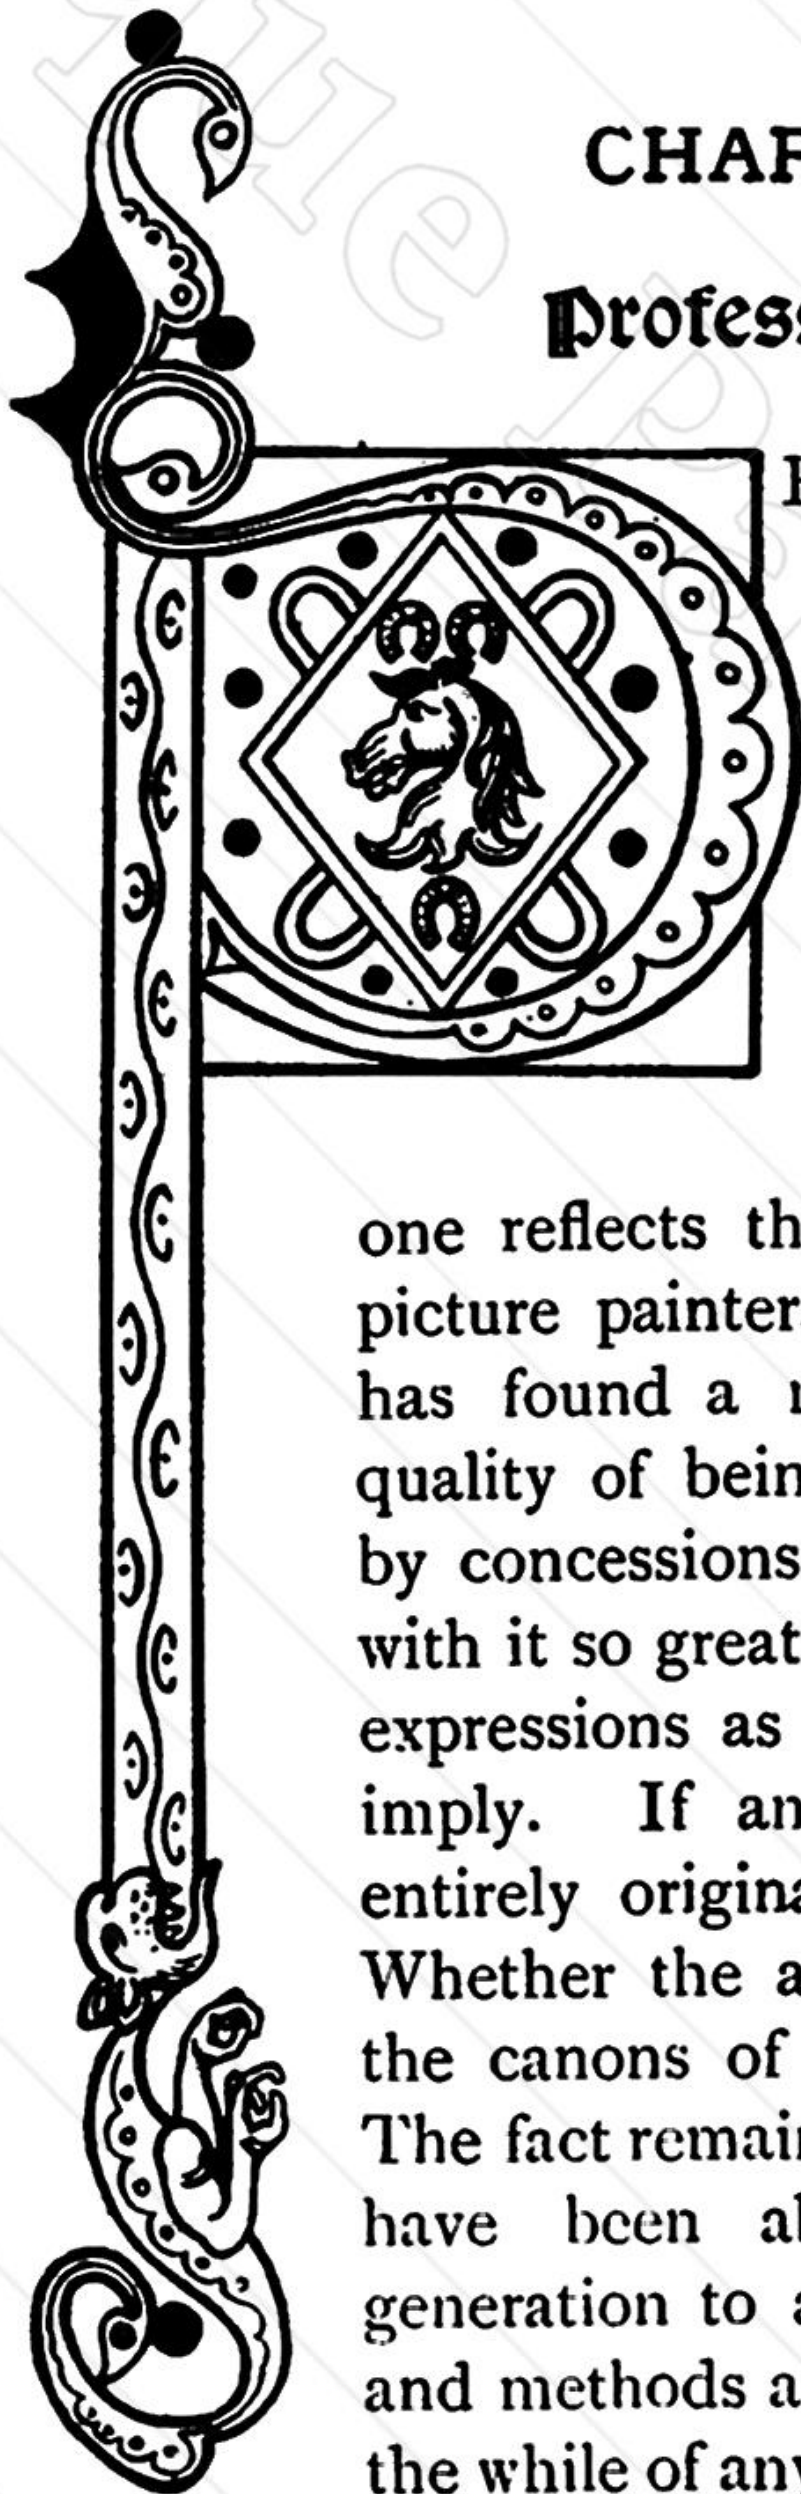 CHAP
Profess
P
one reflects th
picture painter
has found a
quality of bein
by concessions
with it so great
expressions as
imply. If an
entirely origina
Whether the a
the canons of
The fact remain
have been al
generation to a
and methods a
the while of any